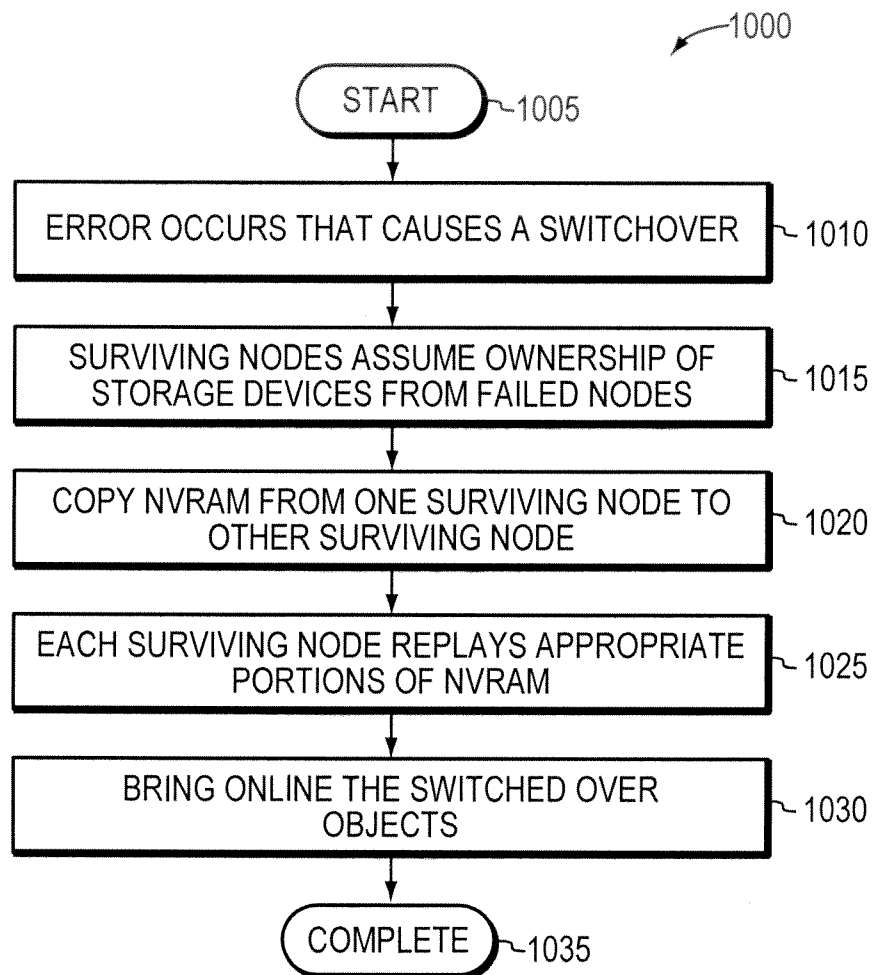 1000
START
1005
ERROR OCCURS THAT CAUSES A SWITCHOVER
1010
SURVIVING NODES ASSUME OWNERSHIP OF
STORAGE DEVICES FROM FAILED NODES
1015
COPY NVRAM FROM ONE SURVIVING NODE TO
OTHER SURVIVING NODE
1020
EACH SURVIVING NODE REPLAYS APPROPRIATE
PORTIONS OF NVRAM
1025
BRING ONLINE THE SWITCHED OVER
OBJECTS
1030
COMPLETE
1035